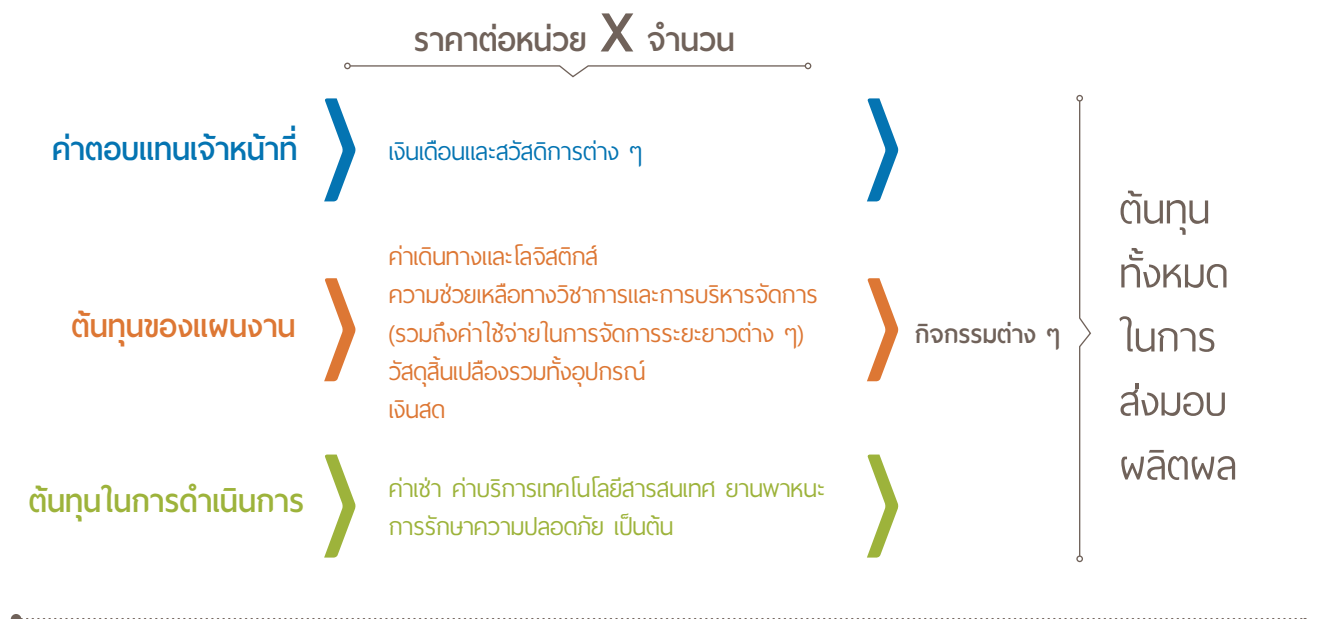 ราคาต่อหน่วย X จำนวน
ค่าตอบแทนเจ้าหน้าที่
เงินเดือนและสวัสดิการต่าง ๆ
ต้นทุนของแผนงาน
ค่าเดินทางและโลจิสติกส์
ความช่วยเหลือทางวิชาการและการบริหารจัดการ
(รวมถึงค่าใช้จ่ายในการจัดการระยะยาวต่าง ๆ)
วัสดุสิ้นเปลืองรวมทั้งอุปกรณ์
เงินสด
ต้นทุนในการดำเนินการ
ค่าเช่า ค่าบริการเทคโนโลยีสารสนเทศ ยานพาหนะ
การรักษาความปลอดภัย เป็นต้น
กิจกรรมต่าง ๆ
ต้นทุน
ทั้งหมด
ในการ
ส่งมอบ
ผลิตผล